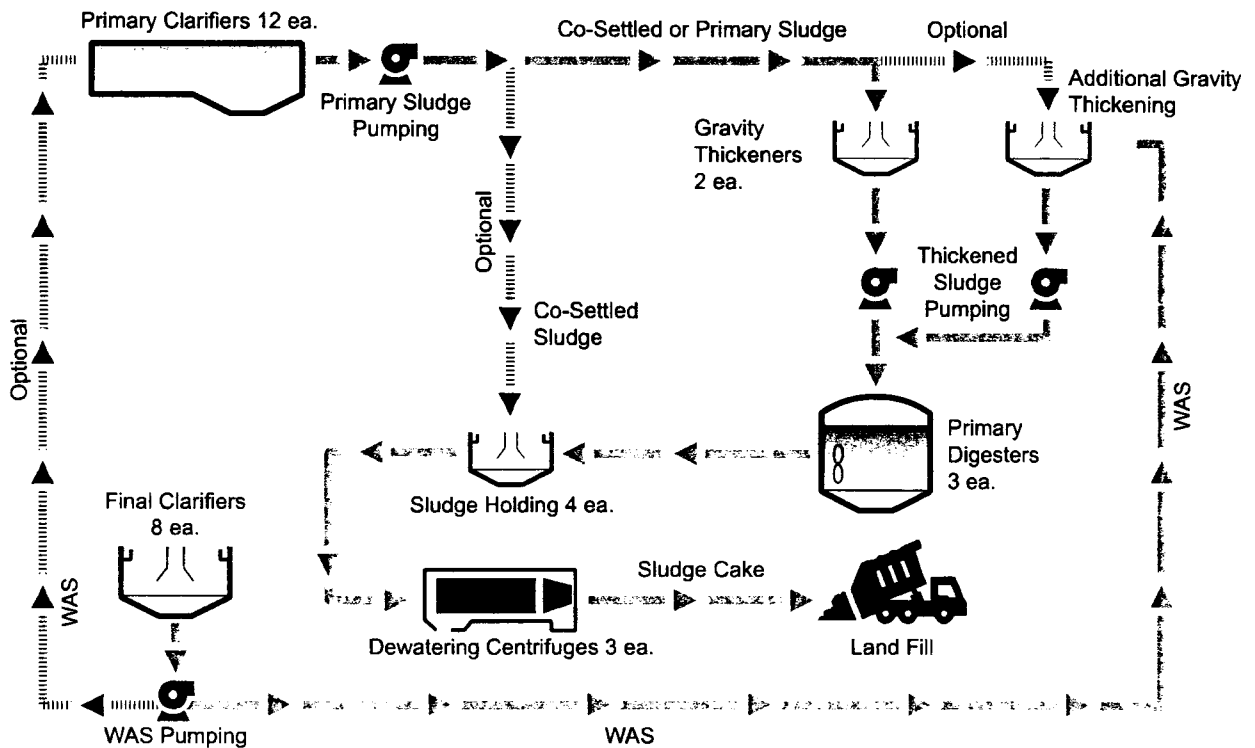 Primary Clarifiers 12 ea.
Co-Settled or Primary Sludge
Optional
Additional Gravity
Thickening
Primary Sludge
Pumping
Gravity
Thickeners
2 ea.
Optional
Optional
Thickened
Sludge
Pumping
Co-Settled
Sludge
WAS
Primary
Digesters
3 ea.
Final Clarifiers
8 ea.
Sludge Holding 4 ea.
WAS
Sludge Cake
Dewatering Centrifuges 3 ea.
Land Fill
WAS Pumping
WAS